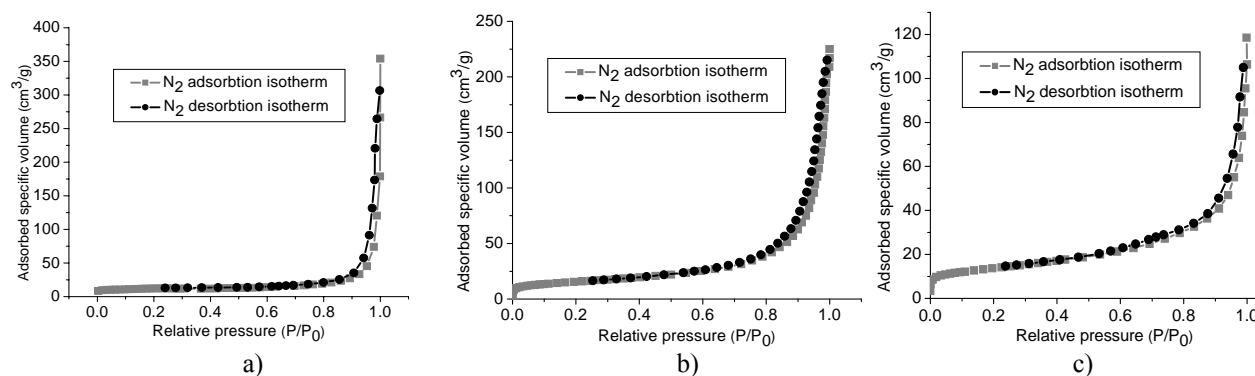 400
350
300
250
200
150
100
50
0
Adsorbed specific volume (cm³/g)
N₂ adsorbtion isotherm
N₂ desorbtion isotherm
0.0 0.2 0.4 0.6 0.8 1.0
Relative pressure (P/P₀)
a)
250
200
150
100
50
0
Adsorbed specific volume (cm³/g)
N₂ adsorbtion isotherm
N₂ desorbtion isotherm
0.0 0.2 0.4 0.6 0.8 1.0
Relative pressure (P/P₀)
b)
120
100
80
60
40
20
0
Adsorbed specific volume (cm³/g)
N₂ adsorbtion isotherm
N₂ desorbtion isotherm
0.0 0.2 0.4 0.6 0.8 1.0
Relative pressure (P/P₀)
c)